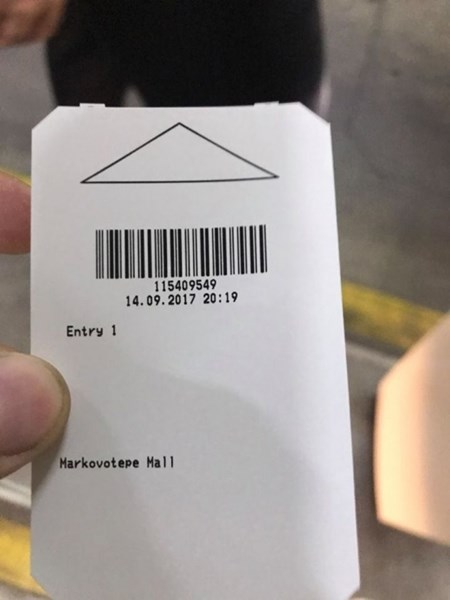 115409549
14.09.2017 20:19
Entry 1
Markovotepe Mall